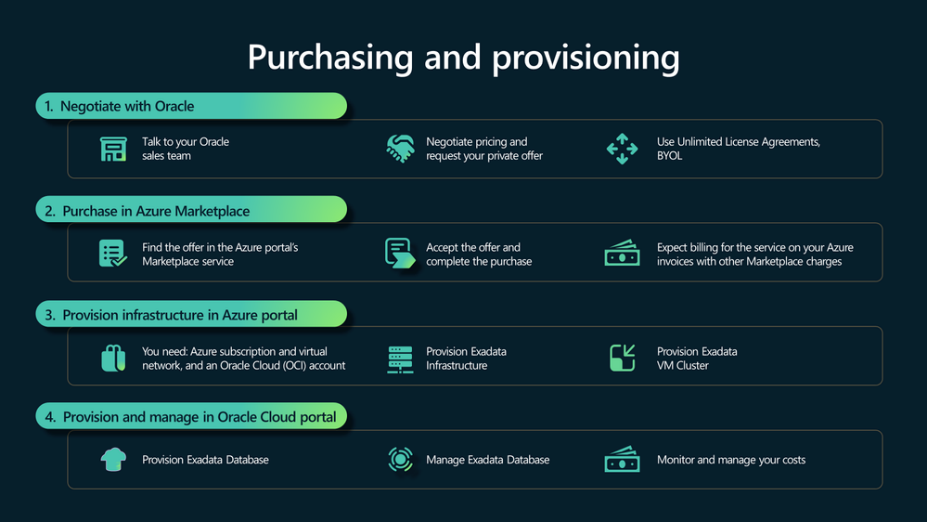 Purchasing and provisioning
1. Negotiate with Oracle
Talk to your Oracle
sales team
Negotiate pricing and
request your private offer
Use Unlimited License Agreements,
BYOL
2. Purchase in Azure Marketplace
Find the offer in the Azure portal's
Marketplace service
Accept the offer and
complete the purchase
Expect billing for the service on your Azure
invoices with other Marketplace charges
3. Provision infrastructure in Azure portal
You need: Azure subscription and virtual
network, and an Oracle Cloud (OCI) account
Provision Exadata
Infrastructure
Provision Exadata
VM Cluster
4. Provision and manage in Oracle Cloud portal
Provision Exadata Database
Manage Exadata Database
Monitor and manage your costs